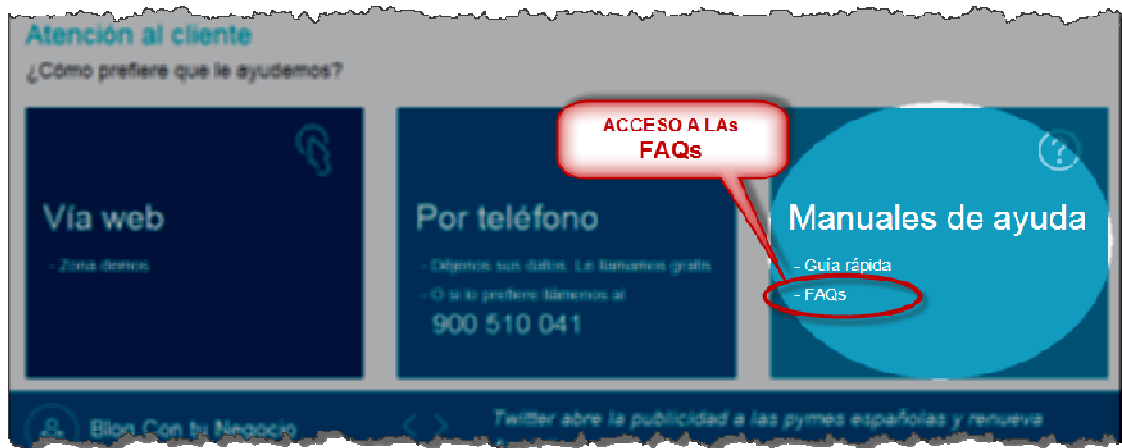 Atención al cliente
¿Cómo prefiere que le ayudemos?
ACCESO A LAs
FAQs
Vía web
- Zona demos
Por teléfono
- Déjenos sus datos. Le llamamos gratis
- O si lo prefiere llámenos al
900 510 041
Manuales de ayuda
- Guía rápida
- FAQs
Blog Con tu Negocio
Twitter abre la publicidad a las pymes españolas y renueva